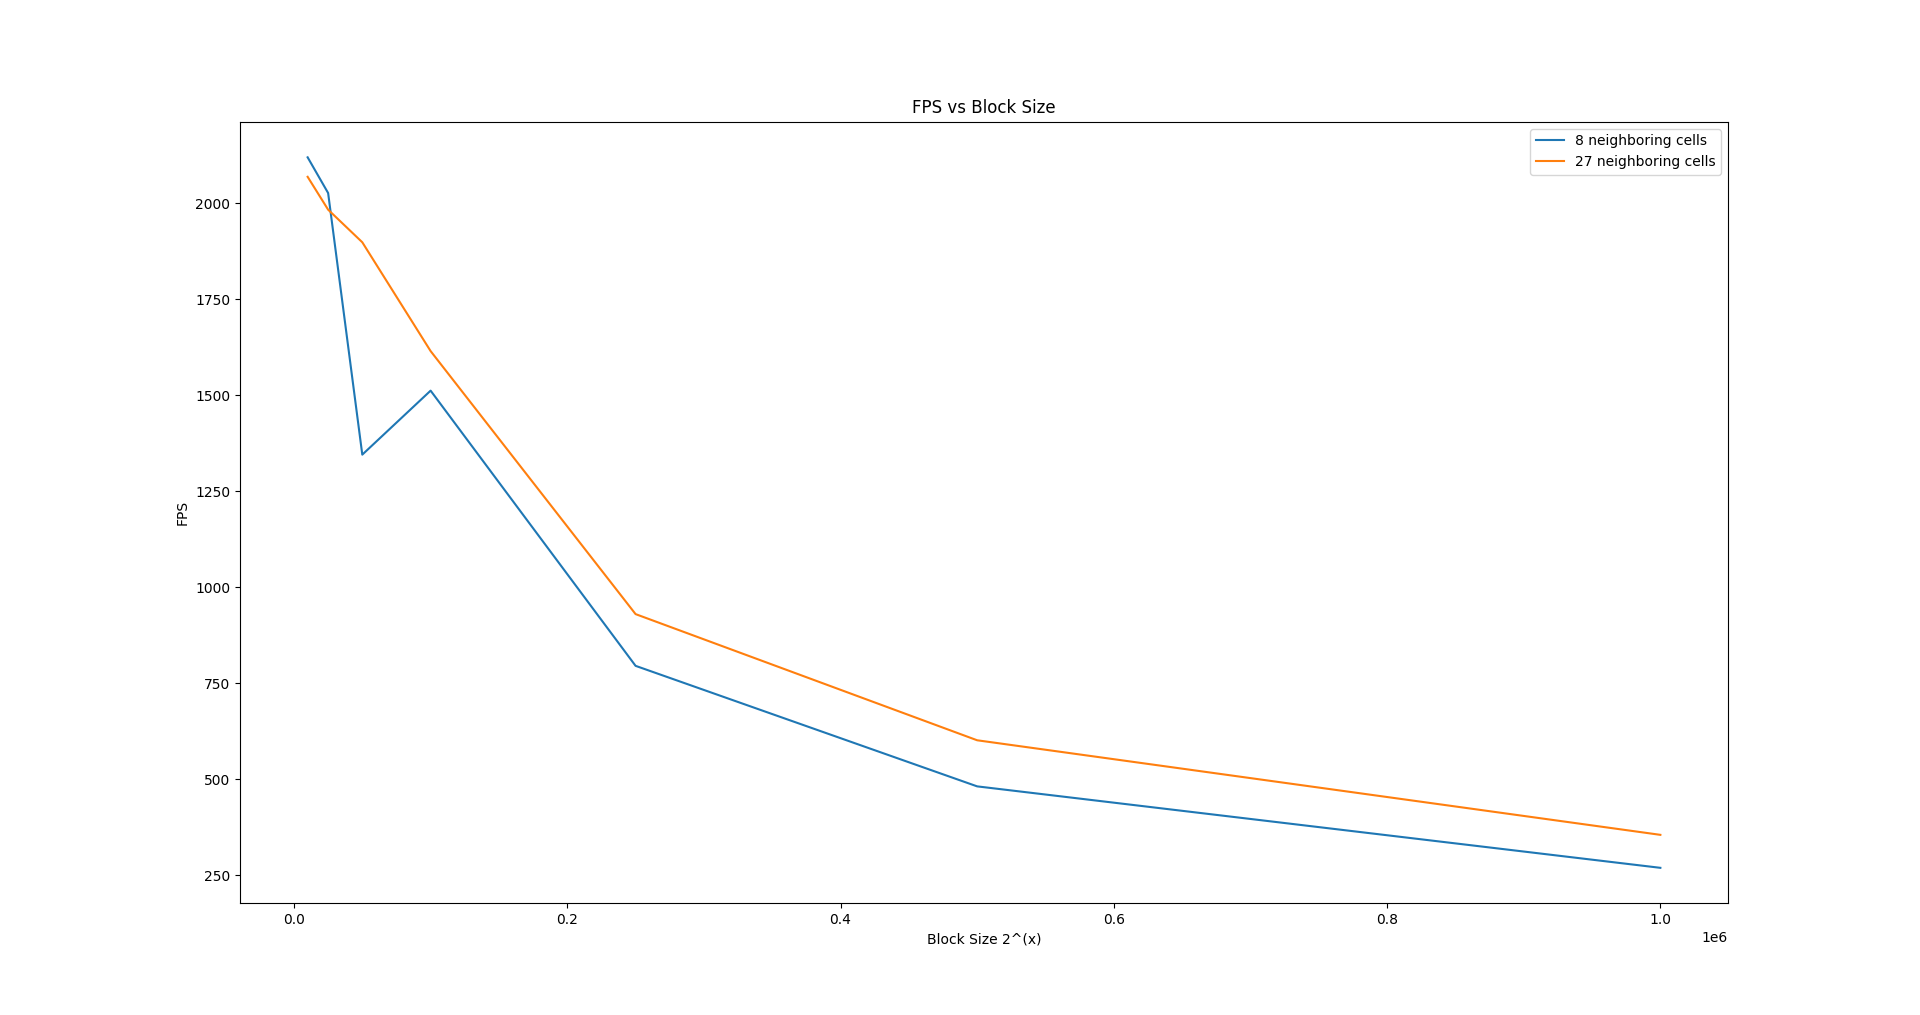 FPS vs Block Size
8 neighboring cells
27 neighboring cells
2000
1750
1500
1250
1000
750
500
250
FPS
0.0 0.2 0.4 0.6 0.8 1.0
1e6
Block Size 2^(x)